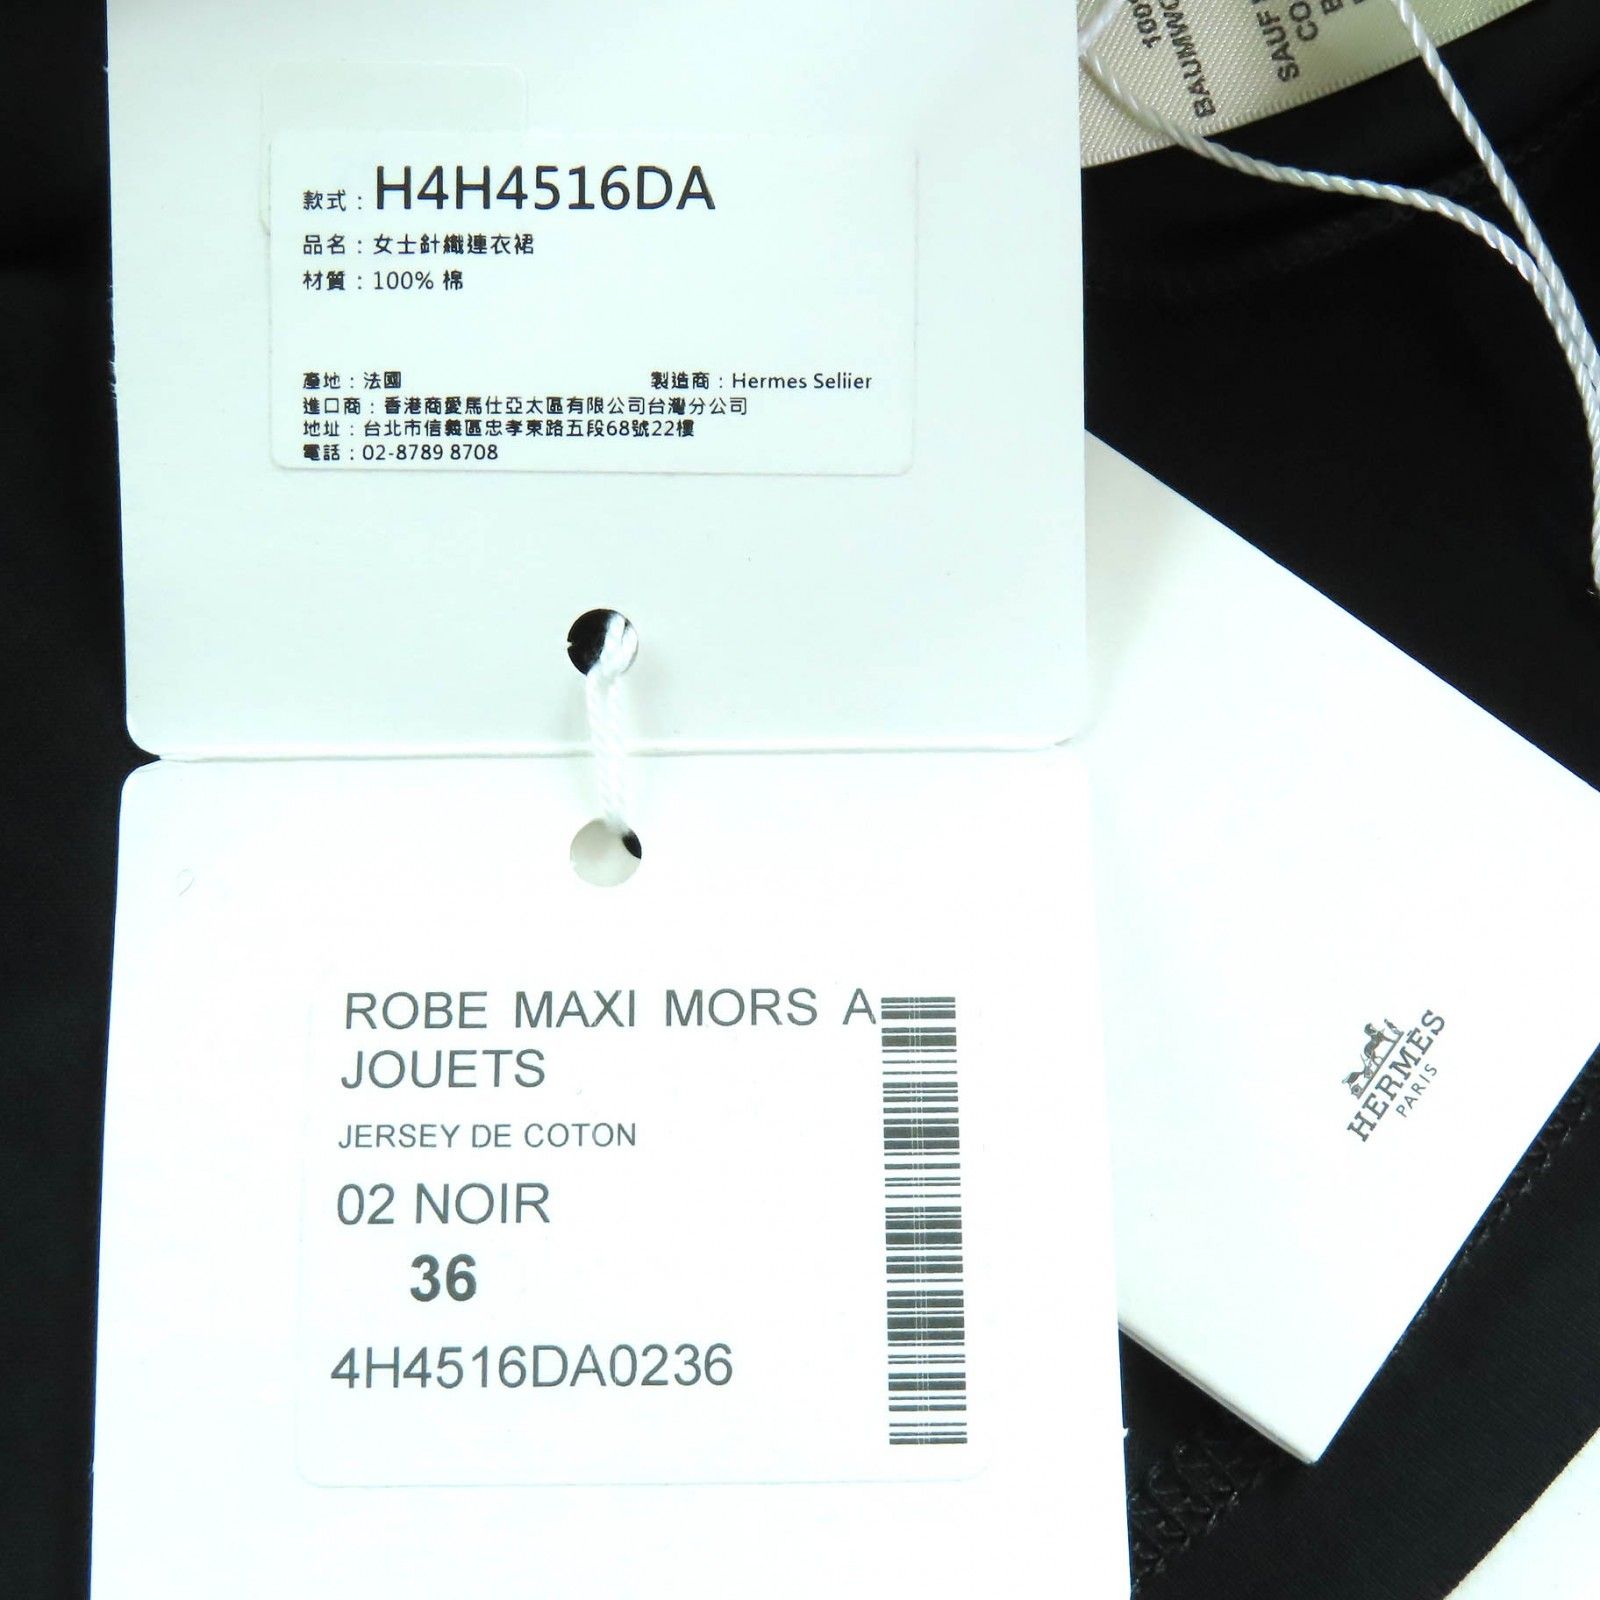 款式：H4H4516DA
品名：女士針織連衣裙
材質：100% 棉
產地：法國 製造商：Hermes Seliier
進口商：香港商愛馬仕亞太區有限公司台灣分公司
地址：台北市信義區忠孝東路五段68號22樓
電話：02-8789 8708
ROBE MAXI MORS A
JOUETS
JERSEY DE COTON
02 NOIR
36
4H4516DA0236
HERMÈS
PARIS
SAUF
CO